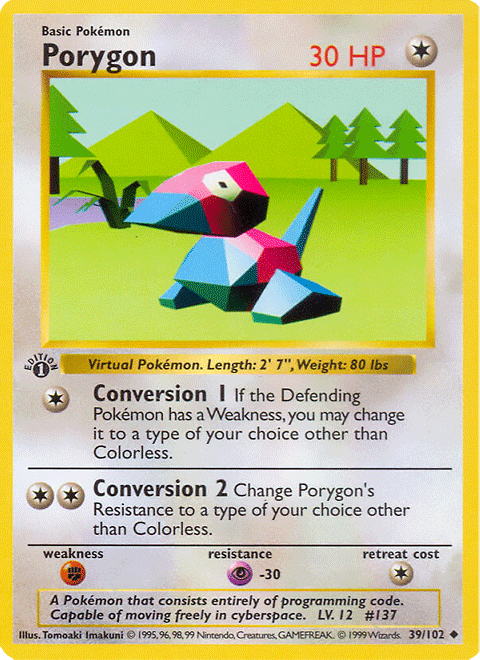 Basic Pokémon
Porygon 30 HP
EDITION
1
Virtual Pokémon. Length: 2' 7", Weight: 80 lbs
Conversion 1 If the Defending
Pokémon has a Weakness, you may change
it to a type of your choice other than
Colorless.
Conversion 2 Change Porygon's
Resistance to a type of your choice other
than Colorless.
weakness resistance retreat cost
-30
A Pokémon that consists entirely of programming code.
Capable of moving freely in cyberspace. LV. 12 #137
Illus. Tomoaki Imakuni © 1995, 96, 98, 99 Nintendo, Creatures, GAMEFREAK. © 1999 Wizards. 39/102